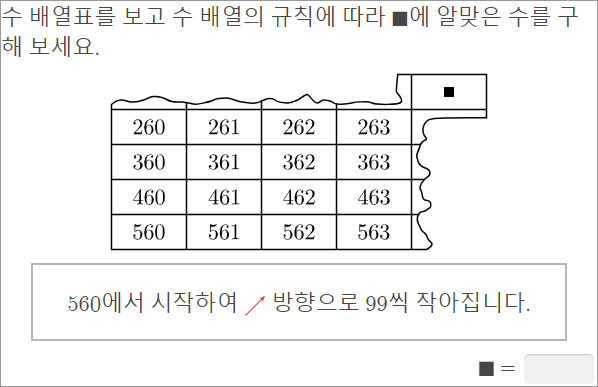 수 배열표를 보고 수 배열의 규칙에 따라 ■에 알맞은 수를 구
해 보세요.
■
260 261 262 263
360 361 362 363
460 461 462 463
560 561 562 563
560에서 시작하여 ↗ 방향으로 99씩 작아집니다.
■ =